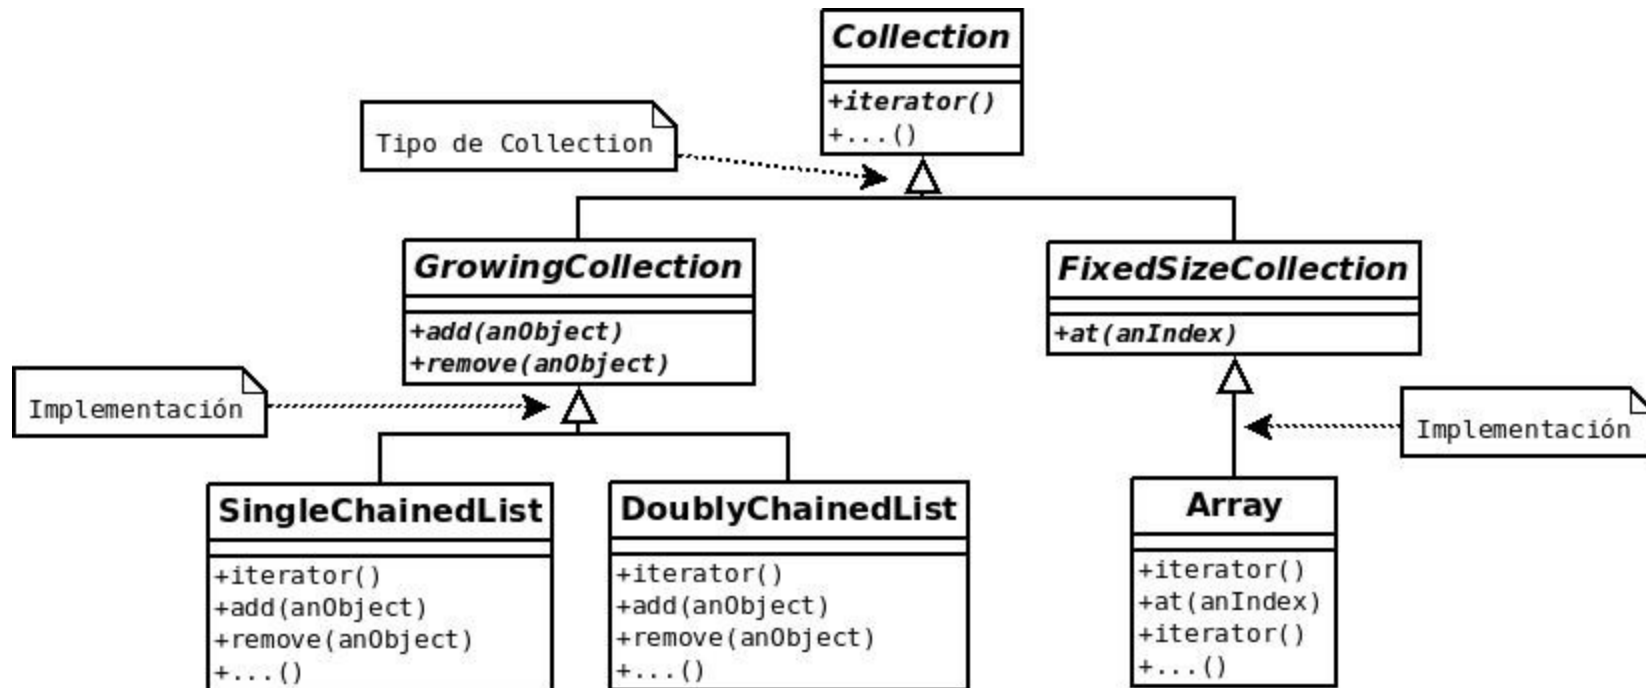 Collection
+iterator()
+...()
Tipo de Collection
GrowingCollection
+add(anObject)
+remove(anObject)
FixedSizeCollection
+at(anIndex)
Implementación
Implementación
SingleChainedList
+iterator()
+add(anObject)
+remove(anObject)
+...()
DoublyChainedList
+iterator()
+add(anObject)
+remove(anObject)
+...()
Array
+iterator()
+at(anIndex)
+iterator()
+...()